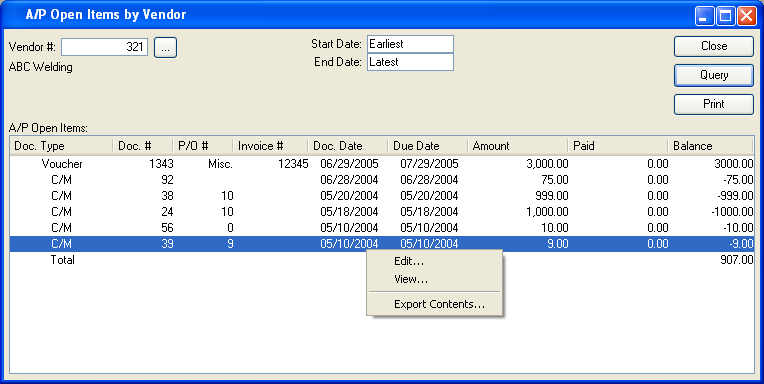 A/P Open Items by Vendor
Vendor #: 321 ... Start Date: Earliest Close
ABC Welding End Date: Latest Query
Print
A/P Open Items:
Doc. Type Doc. # P/O # Invoice # Doc. Date Due Date Amount Paid Balance
Voucher 1343 Misc. 12345 06/29/2005 07/29/2005 3,000.00 0.00 3000.00
C/M 92 06/28/2004 06/28/2004 75.00 0.00 -75.00
C/M 38 10 05/20/2004 05/20/2004 999.00 0.00 -999.00
C/M 24 10 05/18/2004 05/18/2004 1,000.00 0.00 -1000.00
C/M 56 0 05/10/2004 05/10/2004 10.00 0.00 -10.00
C/M 39 9 05/10/2004 05/10/2004 9.00 0.00 -9.00
Total 907.00
Edit...
View...
Export Contents...